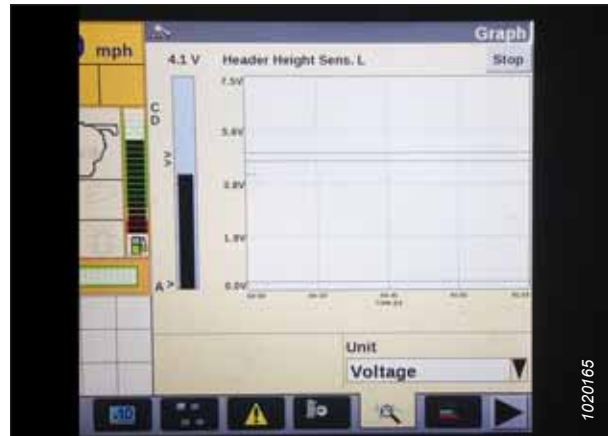 mph
Graph
4.1 V Header Height Sens. L Stop
7.5V
C
D
5.6V
3.8V
1.9V
A > 0.0V
Unit
Voltage
1020165